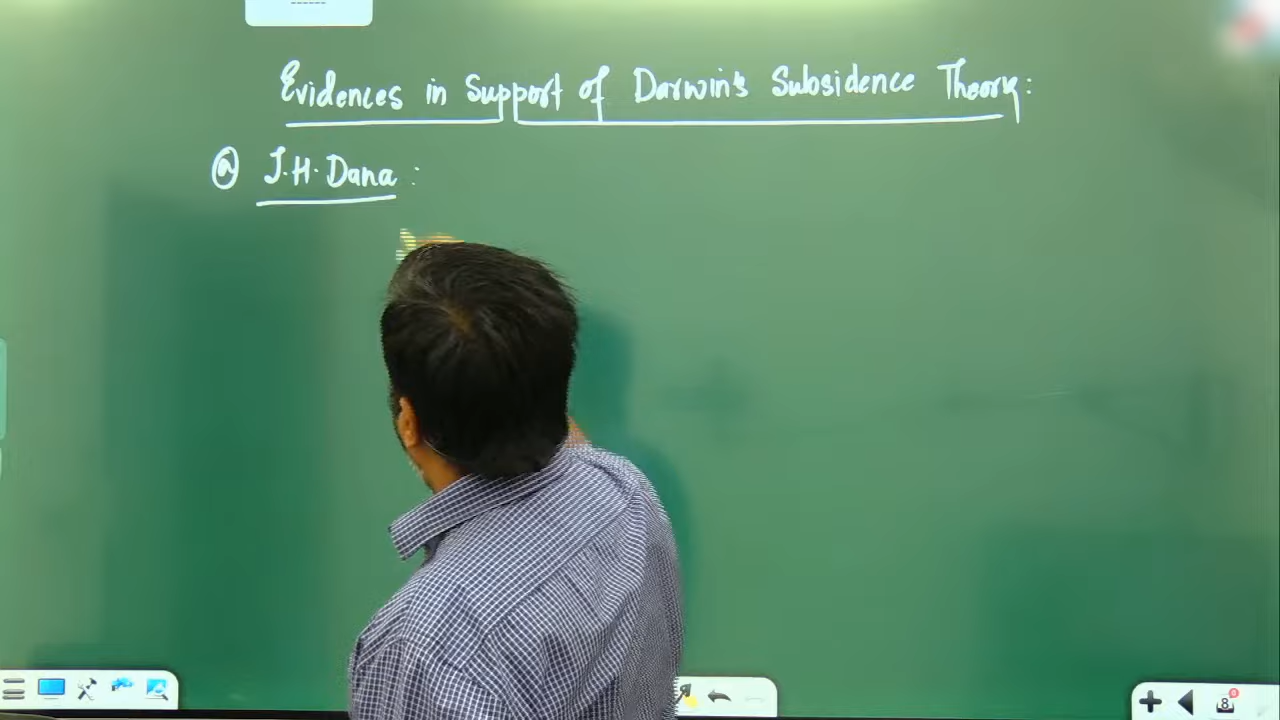 Evidences in Support of Darwin's Subsidence Theory:
ⓐ J.H. Dana :